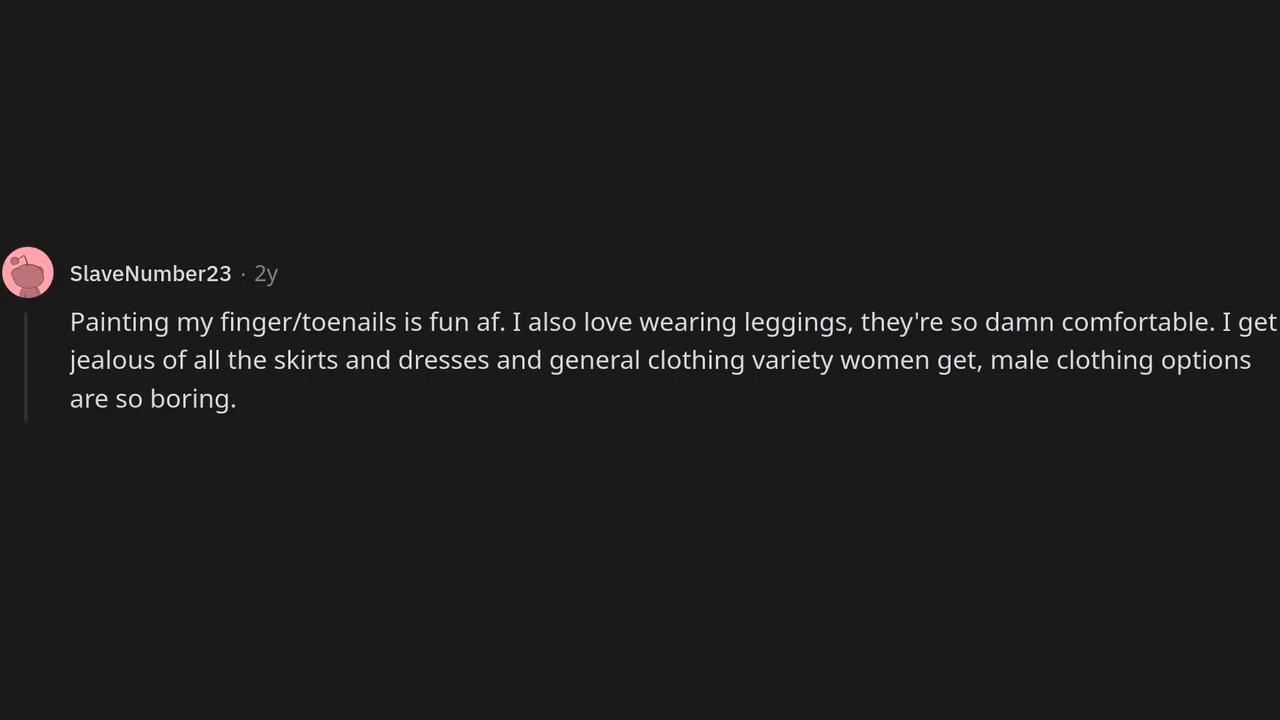 SlaveNumber23 · 2y
Painting my finger/toenails is fun af. I also love wearing leggings, they're so damn comfortable. I get
jealous of all the skirts and dresses and general clothing variety women get, male clothing options
are so boring.